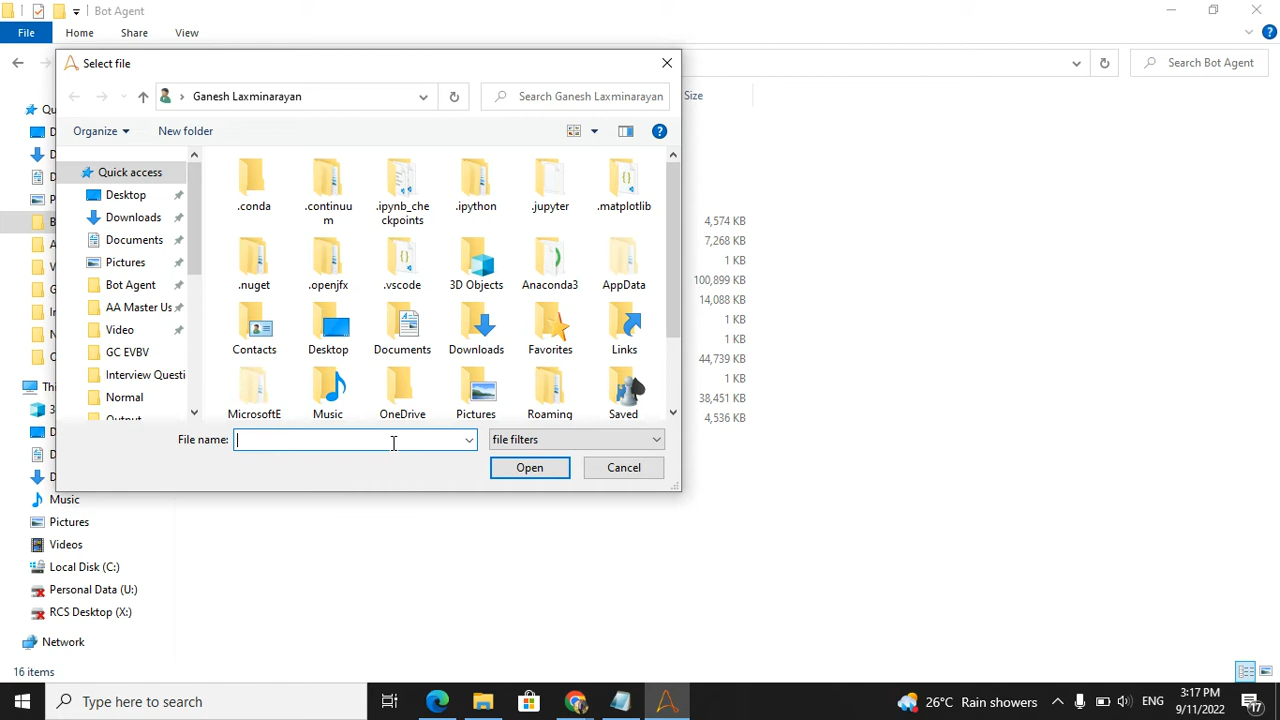 Bot Agent
File Home Share View
Search Bot Agent
Select file
Ganesh Laxminarayan
Search Ganesh Laxminarayan
Size
Organize New folder
Quick access
Desktop
Downloads
Documents
Pictures
Bot Agent
AA Master Us
Video
GC EVBV
Interview Questi
Normal
Output
.conda
.continuu
m
.ipynb_che
ckpoints
.ipython
.jupyter
.matplotlib
.nuget
.openjfx
.vscode
3D Objects
Anaconda3
AppData
Contacts
Desktop
Documents
Downloads
Favorites
Links
MicrosoftE
Music
OneDrive
Pictures
Roaming
Saved
4,574 KB
7,268 KB
1 KB
100,899 KB
14,088 KB
1 KB
1 KB
44,739 KB
1 KB
38,451 KB
4,536 KB
File name:
file filters
Open Cancel
Music
Pictures
Videos
Local Disk (C:)
Personal Data (U:)
RCS Desktop (X:)
Network
16 items
Type here to search
26°C Rain showers
ENG
3:17 PM
9/11/2022
17